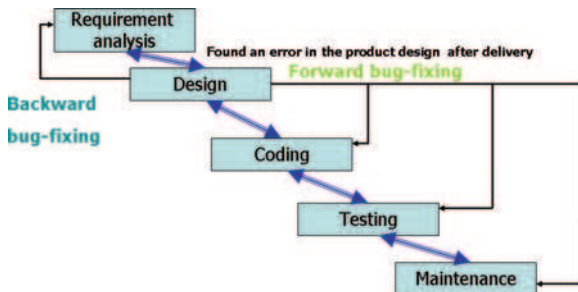 Requirement
analysis
Found an error in the product design after delivery
Forward bug-fixing
Design
Backward
bug-fixing
Coding
Testing
Maintenance